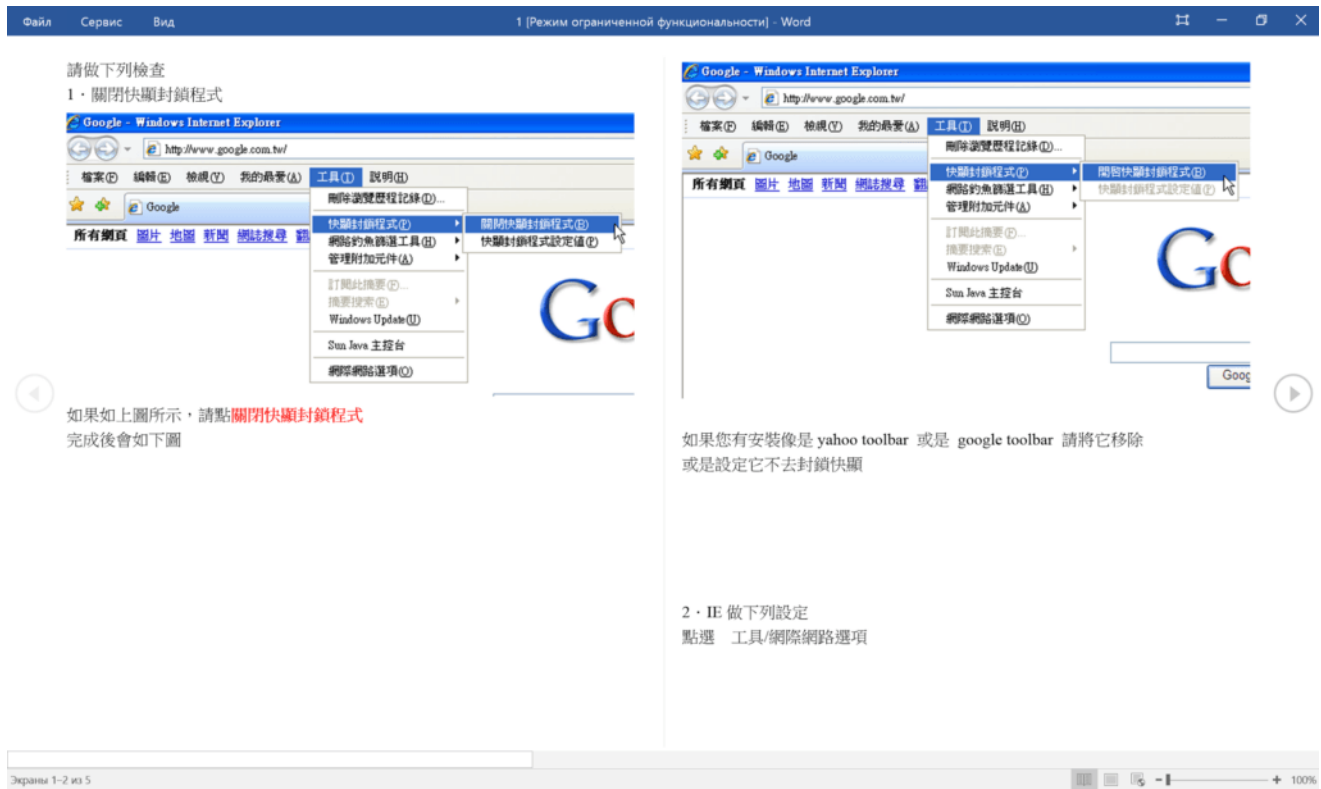 Файл Сервис Вид 1 [Режим ограниченной функциональности] - Word
請做下列檢查
1．關閉快顯封鎖程式
Google - Windows Internet Explorer
http://www.google.com.tw/
檔案(F) 編輯(E) 檢視(V) 我的最愛(A) 工具(T) 說明(H)
Google
刪除瀏覽歷程記錄(D)...
所有網頁 圖片 地圖 新聞 網誌搜尋 翻
快顯封鎖程式(P) 關閉快顯封鎖程式(B)
網路釣魚篩選工具(H) 快顯封鎖程式設定值(P)
管理附加元件(A)
訂閱此摘要(F)...
摘要搜索(E)
Windows Update(U)
Sun Java 主控台
網際網路選項(O)
Go
如果如上圖所示，請點關閉快顯封鎖程式
完成後會如下圖
Google - Windows Internet Explorer
http://www.google.com.tw/
檔案(F) 編輯(E) 檢視(V) 我的最愛(A) 工具(T) 說明(H)
Google
刪除瀏覽歷程記錄(D)...
所有網頁 圖片 地圖 新聞 網誌搜尋 翻
快顯封鎖程式(P) 開啟快顯封鎖程式(B)
網路釣魚篩選工具(H) 快顯封鎖程式設定值(P)
管理附加元件(A)
訂閱此摘要(F)...
摘要搜索(E)
Windows Update(U)
Sun Java 主控台
網際網路選項(O)
Go
Goog
如果您有安裝像是 yahoo toolbar 或是 google toolbar 請將它移除
或是設定它不去封鎖快顯
2．IE 做下列設定
點選 工具/網際網路選項
Экраны 1–2 из 5 100%